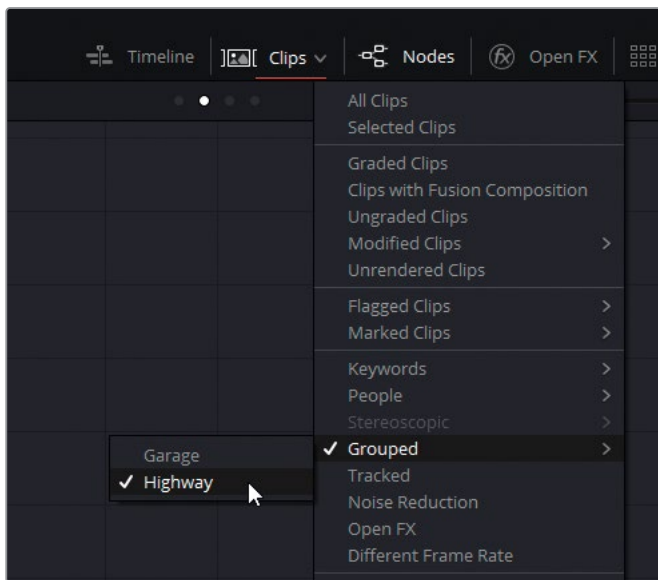 Timeline Clips Nodes Open FX
All Clips
Selected Clips
Graded Clips
Clips with Fusion Composition
Ungraded Clips
Modified Clips
Unrendered Clips
Flagged Clips
Marked Clips
Keywords
People
Stereoscopic
Grouped
Garage
Highway
Tracked
Noise Reduction
Open FX
Different Frame Rate